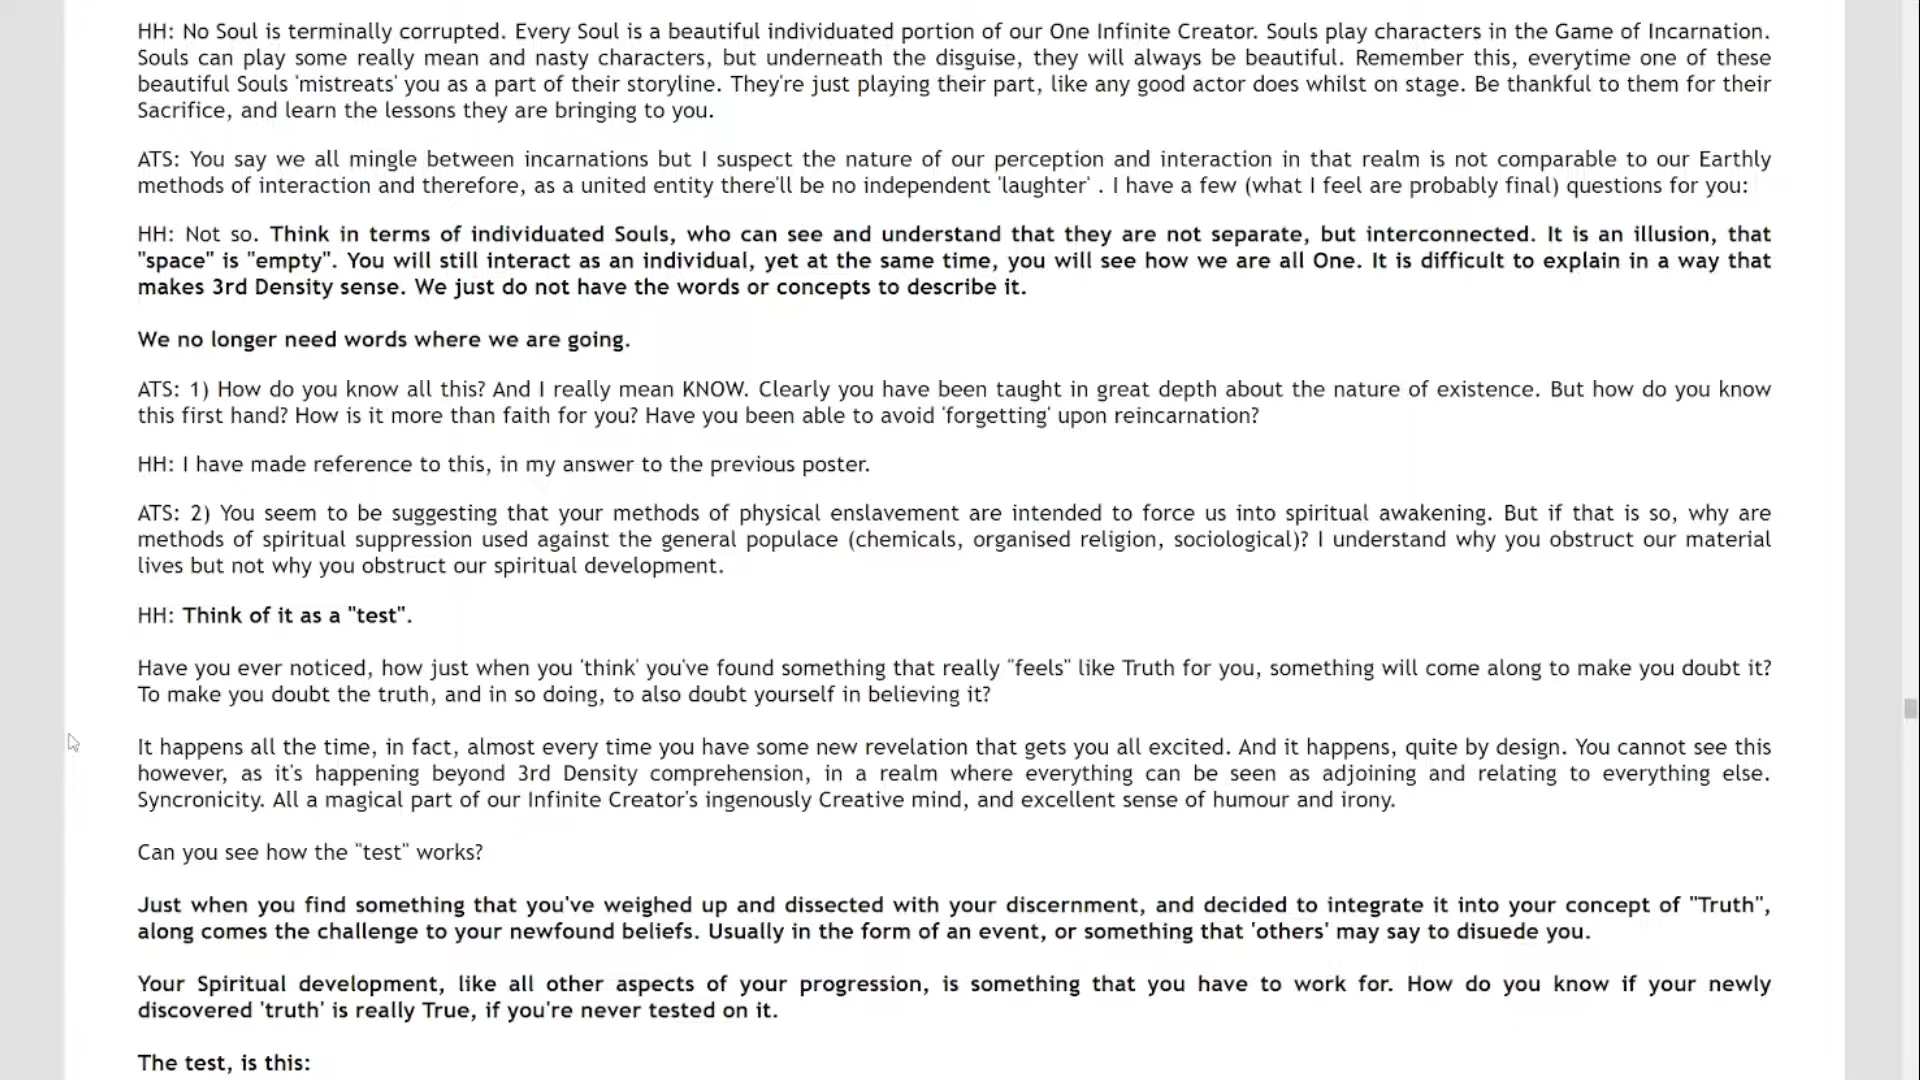 HH: No Soul is terminally corrupted. Every Soul is a beautiful individuated portion of our One Infinite Creator. Souls play characters in the Game of Incarnation.
Souls can play some really mean and nasty characters, but underneath the disguise, they will always be beautiful. Remember this, everytime one of these
beautiful Souls 'mistreats' you as a part of their storyline. They're just playing their part, like any good actor does whilst on stage. Be thankful to them for their
Sacrifice, and learn the lessons they are bringing to you.
ATS: You say we all mingle between incarnations but I suspect the nature of our perception and interaction in that realm is not comparable to our Earthly
methods of interaction and therefore, as a united entity there'll be no independent 'laughter' . I have a few (what I feel are probably final) questions for you:
HH: Not so. Think in terms of individuated Souls, who can see and understand that they are not separate, but interconnected. It is an illusion, that
"space" is "empty". You will still interact as an individual, yet at the same time, you will see how we are all One. It is difficult to explain in a way that
makes 3rd Density sense. We just do not have the words or concepts to describe it.
We no longer need words where we are going.
ATS: 1) How do you know all this? And I really mean KNOW. Clearly you have been taught in great depth about the nature of existence. But how do you know
this first hand? How is it more than faith for you? Have you been able to avoid 'forgetting' upon reincarnation?
HH: I have made reference to this, in my answer to the previous poster.
ATS: 2) You seem to be suggesting that your methods of physical enslavement are intended to force us into spiritual awakening. But if that is so, why are
methods of spiritual suppression used against the general populace (chemicals, organised religion, sociological)? I understand why you obstruct our material
lives but not why you obstruct our spiritual development.
HH: Think of it as a "test".
Have you ever noticed, how just when you 'think' you've found something that really "feels" like Truth for you, something will come along to make you doubt it?
To make you doubt the truth, and in so doing, to also doubt yourself in believing it?
It happens all the time, in fact, almost every time you have some new revelation that gets you all excited. And it happens, quite by design. You cannot see this
however, as it's happening beyond 3rd Density comprehension, in a realm where everything can be seen as adjoining and relating to everything else.
Syncronicity. All a magical part of our Infinite Creator's ingenously Creative mind, and excellent sense of humour and irony.
Can you see how the "test" works?
Just when you find something that you've weighed up and dissected with your discernment, and decided to integrate it into your concept of "Truth",
along comes the challenge to your newfound beliefs. Usually in the form of an event, or something that 'others' may say to disuede you.
Your Spiritual development, like all other aspects of your progression, is something that you have to work for. How do you know if your newly
discovered 'truth' is really True, if you're never tested on it.
The test, is this: